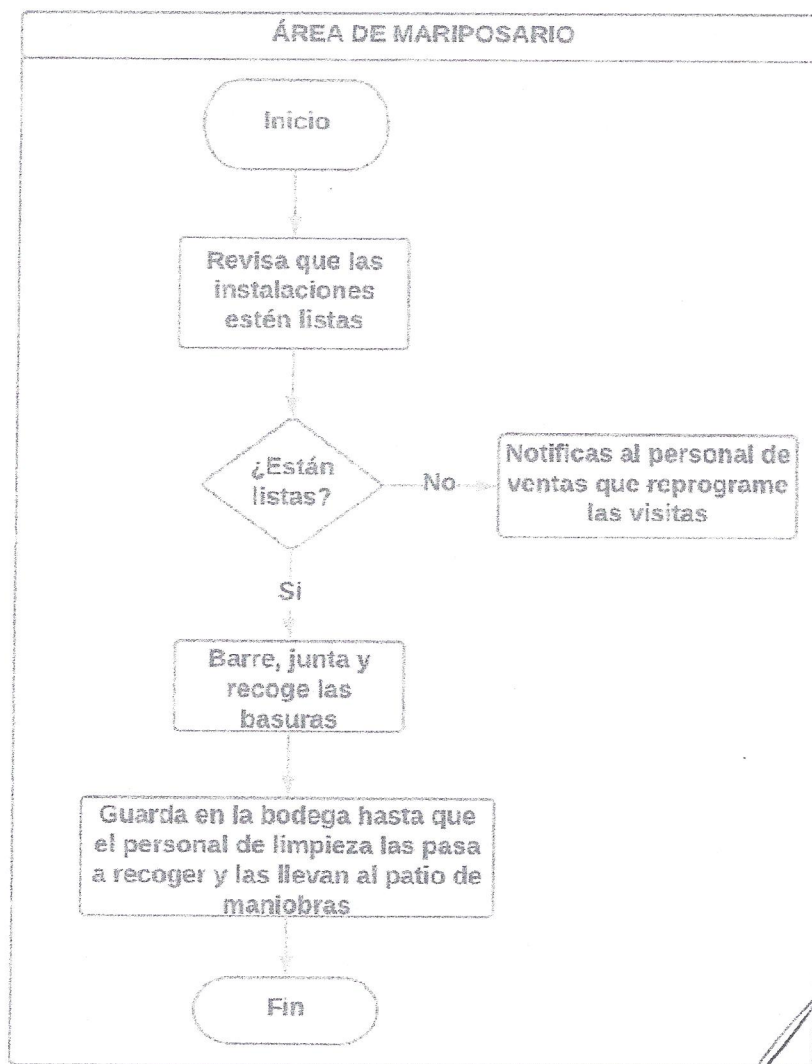 ÁREA DE MARIPOSARIO
Inicio
Revisa que las
instalaciones
estén listas
¿Están
listas?
No
Notificas al personal de
ventas que reprograme
las visitas
Si
Barre, junta y
recoge las
basuras
Guarda en la bodega hasta que
el personal de limpieza las pasa
a recoger y las llevan al patio de
maniobras
Fin